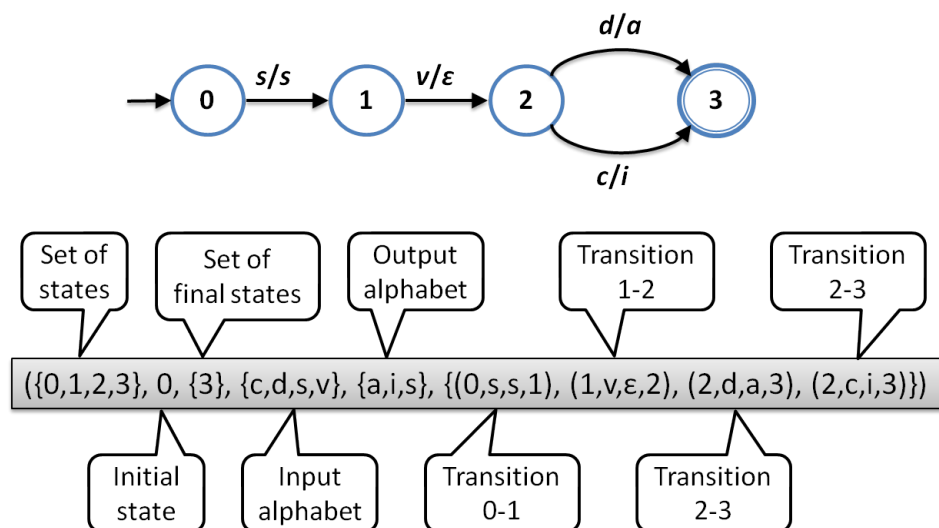 d/a
s/s
v/ε
0
1
2
3
c/i
Set of
states
Set of
final states
Output
alphabet
Transition
1-2
Transition
2-3
({0,1,2,3}, 0, {3}, {c,d,s,v}, {a,i,s}, {(0,s,s,1), (1,v,ε,2), (2,d,a,3), (2,c,i,3)})
Initial
state
Input
alphabet
Transition
0-1
Transition
2-3